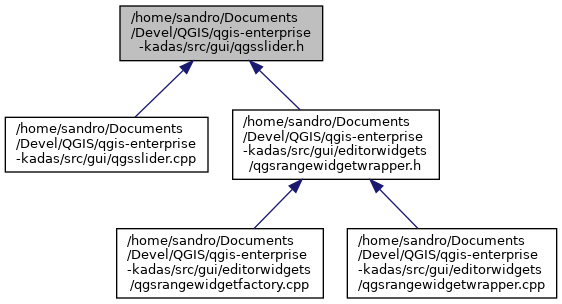 /home/sandro/Documents
/Devel/QGIS/qgis-enterprise
-kadas/src/gui/qgsslider.h
/home/sandro/Documents
/Devel/QGIS/qgis-enterprise
-kadas/src/gui/qgsslider.cpp
/home/sandro/Documents
/Devel/QGIS/qgis-enterprise
-kadas/src/gui/editorwidgets
/qgsrangewidgetwrapper.h
/home/sandro/Documents
/Devel/QGIS/qgis-enterprise
-kadas/src/gui/editorwidgets
/qgsrangewidgetfactory.cpp
/home/sandro/Documents
/Devel/QGIS/qgis-enterprise
-kadas/src/gui/editorwidgets
/qgsrangewidgetwrapper.cpp